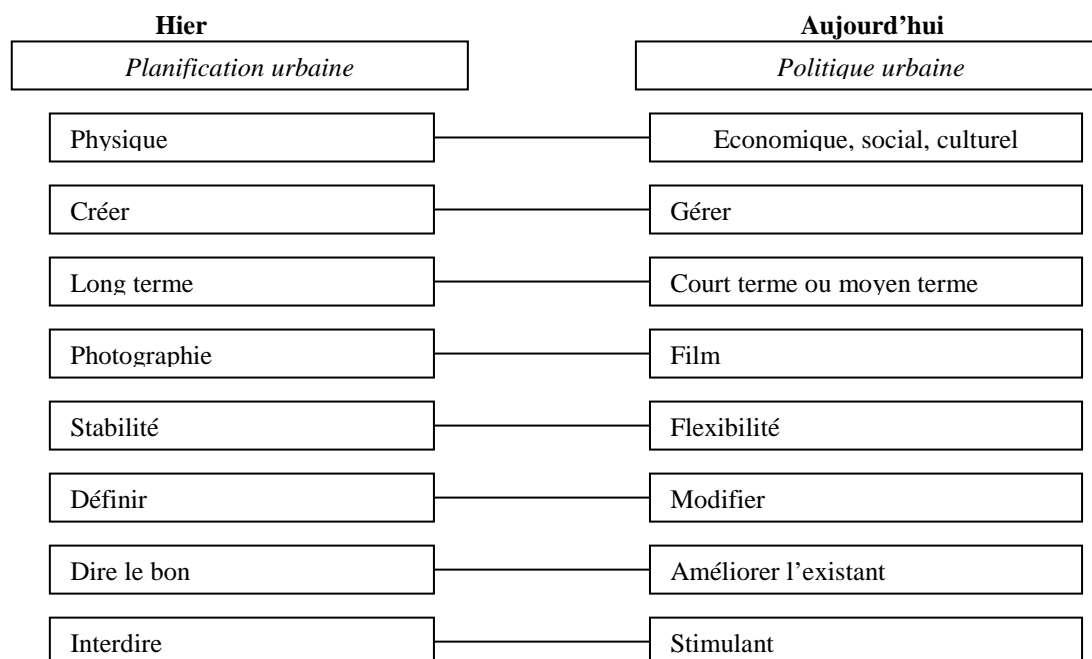 Hier Aujourd’hui
Planification urbaine Politique urbaine
Physique Economique, social, culturel
Créer Gérer
Long terme Court terme ou moyen terme
Photographie Film
Stabilité Flexibilité
Définir Modifier
Dire le bon Améliorer l’existant
Interdire Stimulant